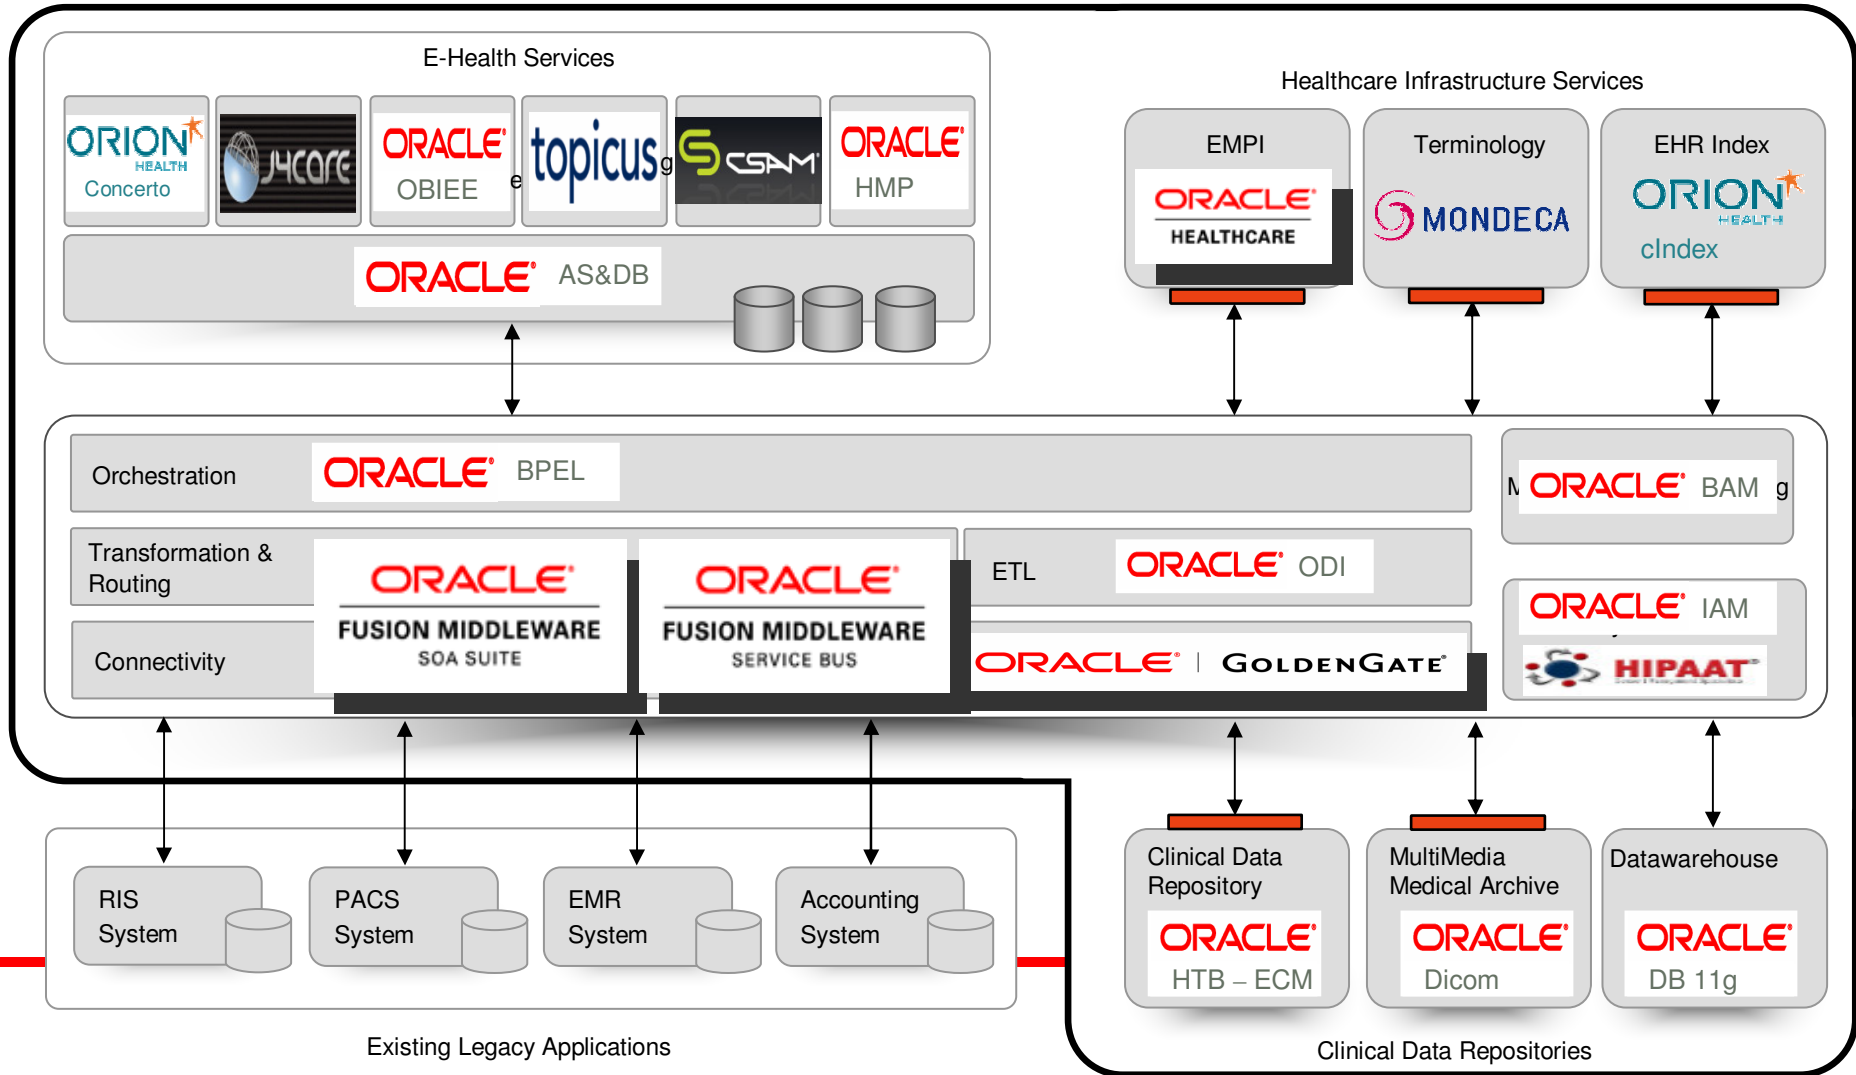 E-Health Services
ORION
HEALTH
Concerto
J4care
ORACLE
OBIEE
e
topicus
g
CSAM
ORACLE
HMP
ORACLE AS&DB
Healthcare Infrastructure Services
EMPI
ORACLE
HEALTHCARE
Terminology
MONDECA
EHR Index
ORION
HEALTH
cIndex
Orchestration
ORACLE BPEL
ORACLE BAM
g
Transformation &
Routing
Connectivity
ORACLE
FUSION MIDDLEWARE
SOA SUITE
ORACLE
FUSION MIDDLEWARE
SERVICE BUS
ETL
ORACLE ODI
ORACLE | GOLDENGATE
ORACLE IAM
HIPAAT
RIS
System
PACS
System
EMR
System
Accounting
System
Existing Legacy Applications
Clinical Data
Repository
ORACLE
HTB – ECM
MultiMedia
Medical Archive
ORACLE
Dicom
Datawarehouse
ORACLE
DB 11g
Clinical Data Repositories